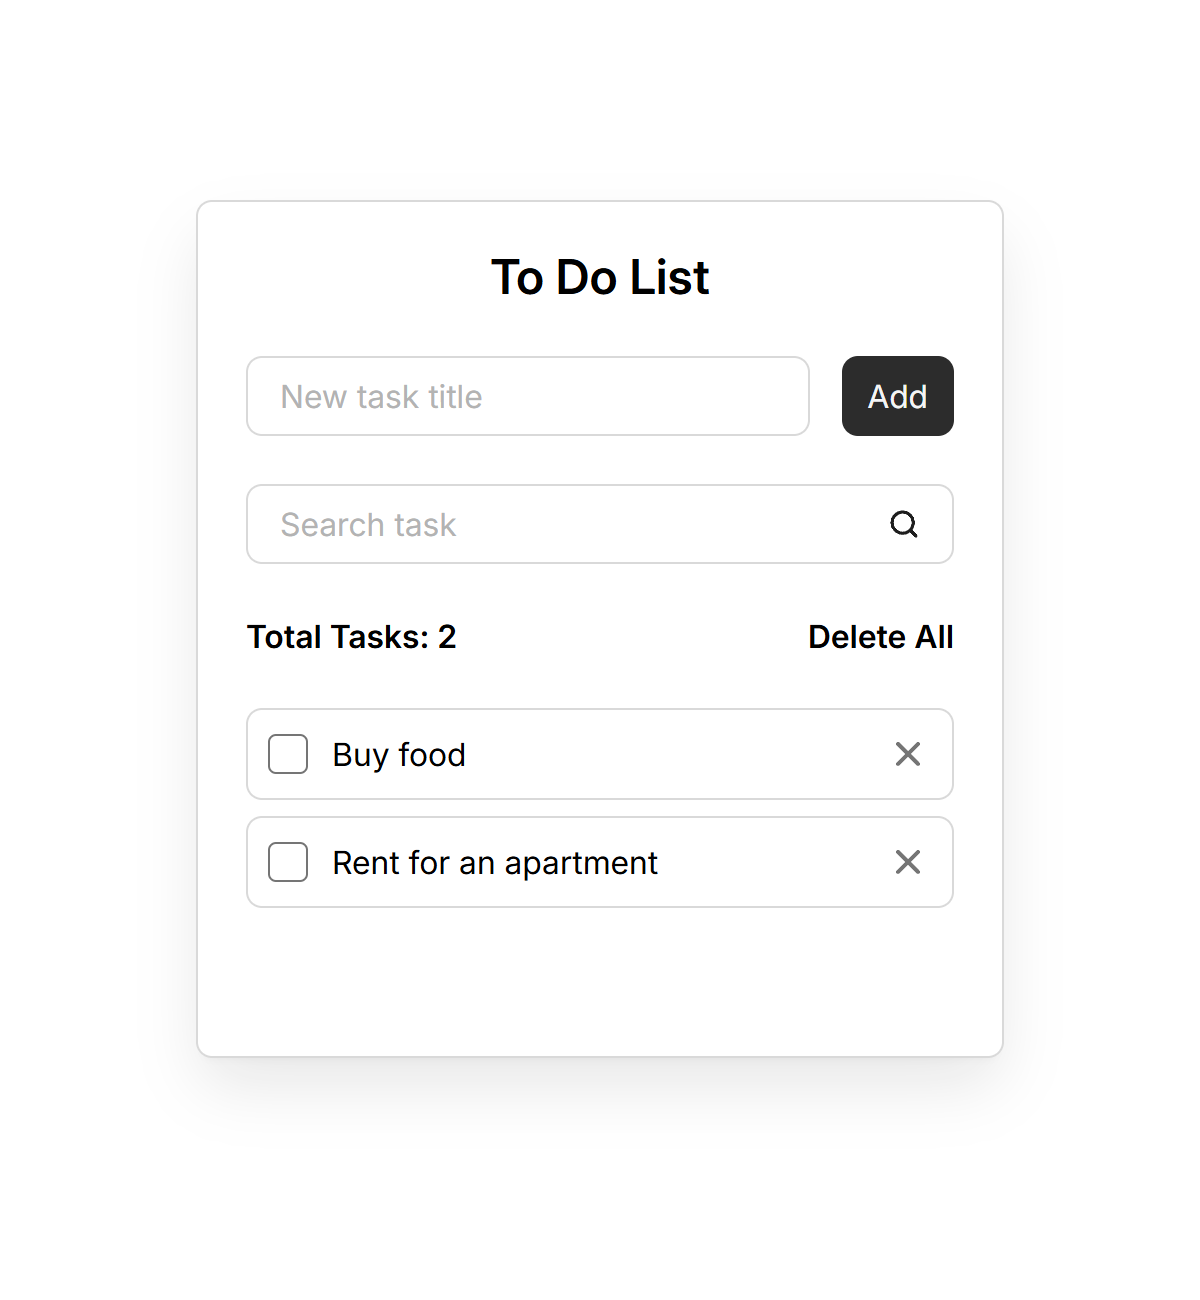 To Do List
New task title
Add
Search task
Total Tasks: 2
Delete All
Buy food
Rent for an apartment